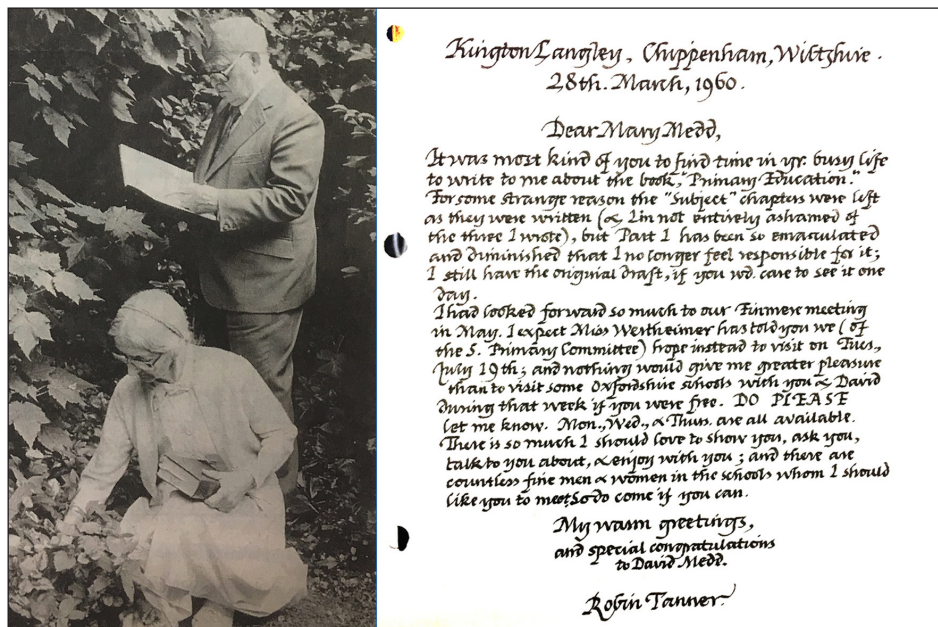 Kington Langley, Chippenham, Wiltshire.
28th. March, 1960.
Dear Mary Medd,
It was most kind of you to find time in yr. busy life
to write to me about the book, "Primary Education."
For some strange reason the "Subject" chapters were left
as they were written (& I'm not entirely ashamed of
the three I wrote), but Part 1 has been so emasculated
and diminished that I no longer feel responsible for it;
I still have the original draft, if you wd. care to see it one
day.
I had looked forward so much to our Finmere meeting
in May. I expect Miss Wertheimer has told you we (of
the S. Primary Committee) hope instead to visit on Tues.,
July 19th; and nothing would give me greater pleasure
than to visit some Oxfordshire schools with you & David
during that week if you were free. DO PLEASE
let me know. Mon., Wed., & Thurs. are all available.
There is so much I should love to show you, ask you,
talk to you about, & enjoy with you; and there are
countless fine men & women in the schools whom I should
like you to meet, So do come if you can.
My warm greetings,
and special congratulations
to David Medd.
Robin Tanner.